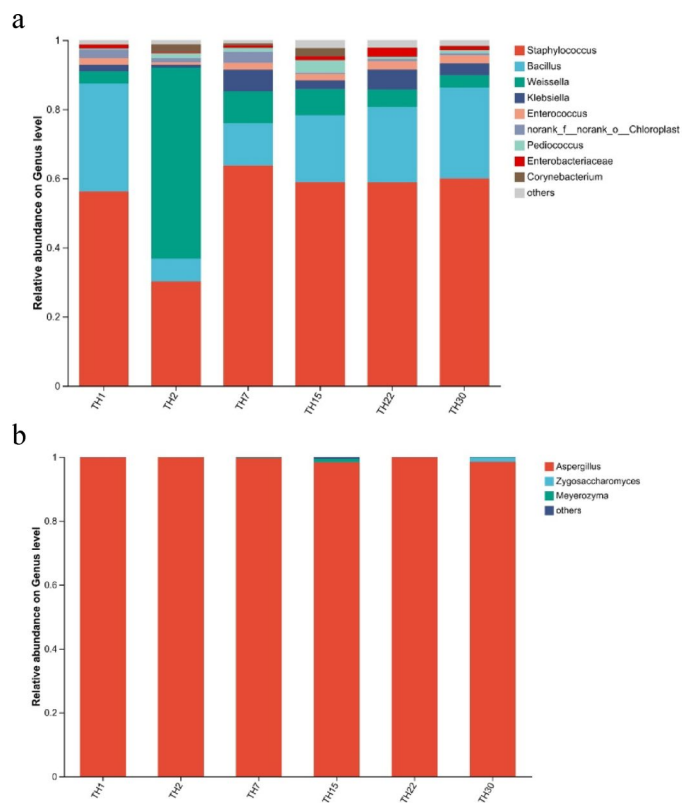 a
Relative abundance on Genus level
1
0.8
0.6
0.4
0.2
0
TH1
TH2
TH7
TH15
TH22
TH30
Staphylococcus
Bacillus
Weissella
Klebsiella
Enterococcus
norank_f__norank_o__Chloroplast
Pediococcus
Enterobacteriaceae
Corynebacterium
others
b
Relative abundance on Genus level
1
0.8
0.6
0.4
0.2
0
TH1
TH2
TH7
TH15
TH22
TH30
Aspergillus
Zygosaccharomyces
Meyerozyma
others